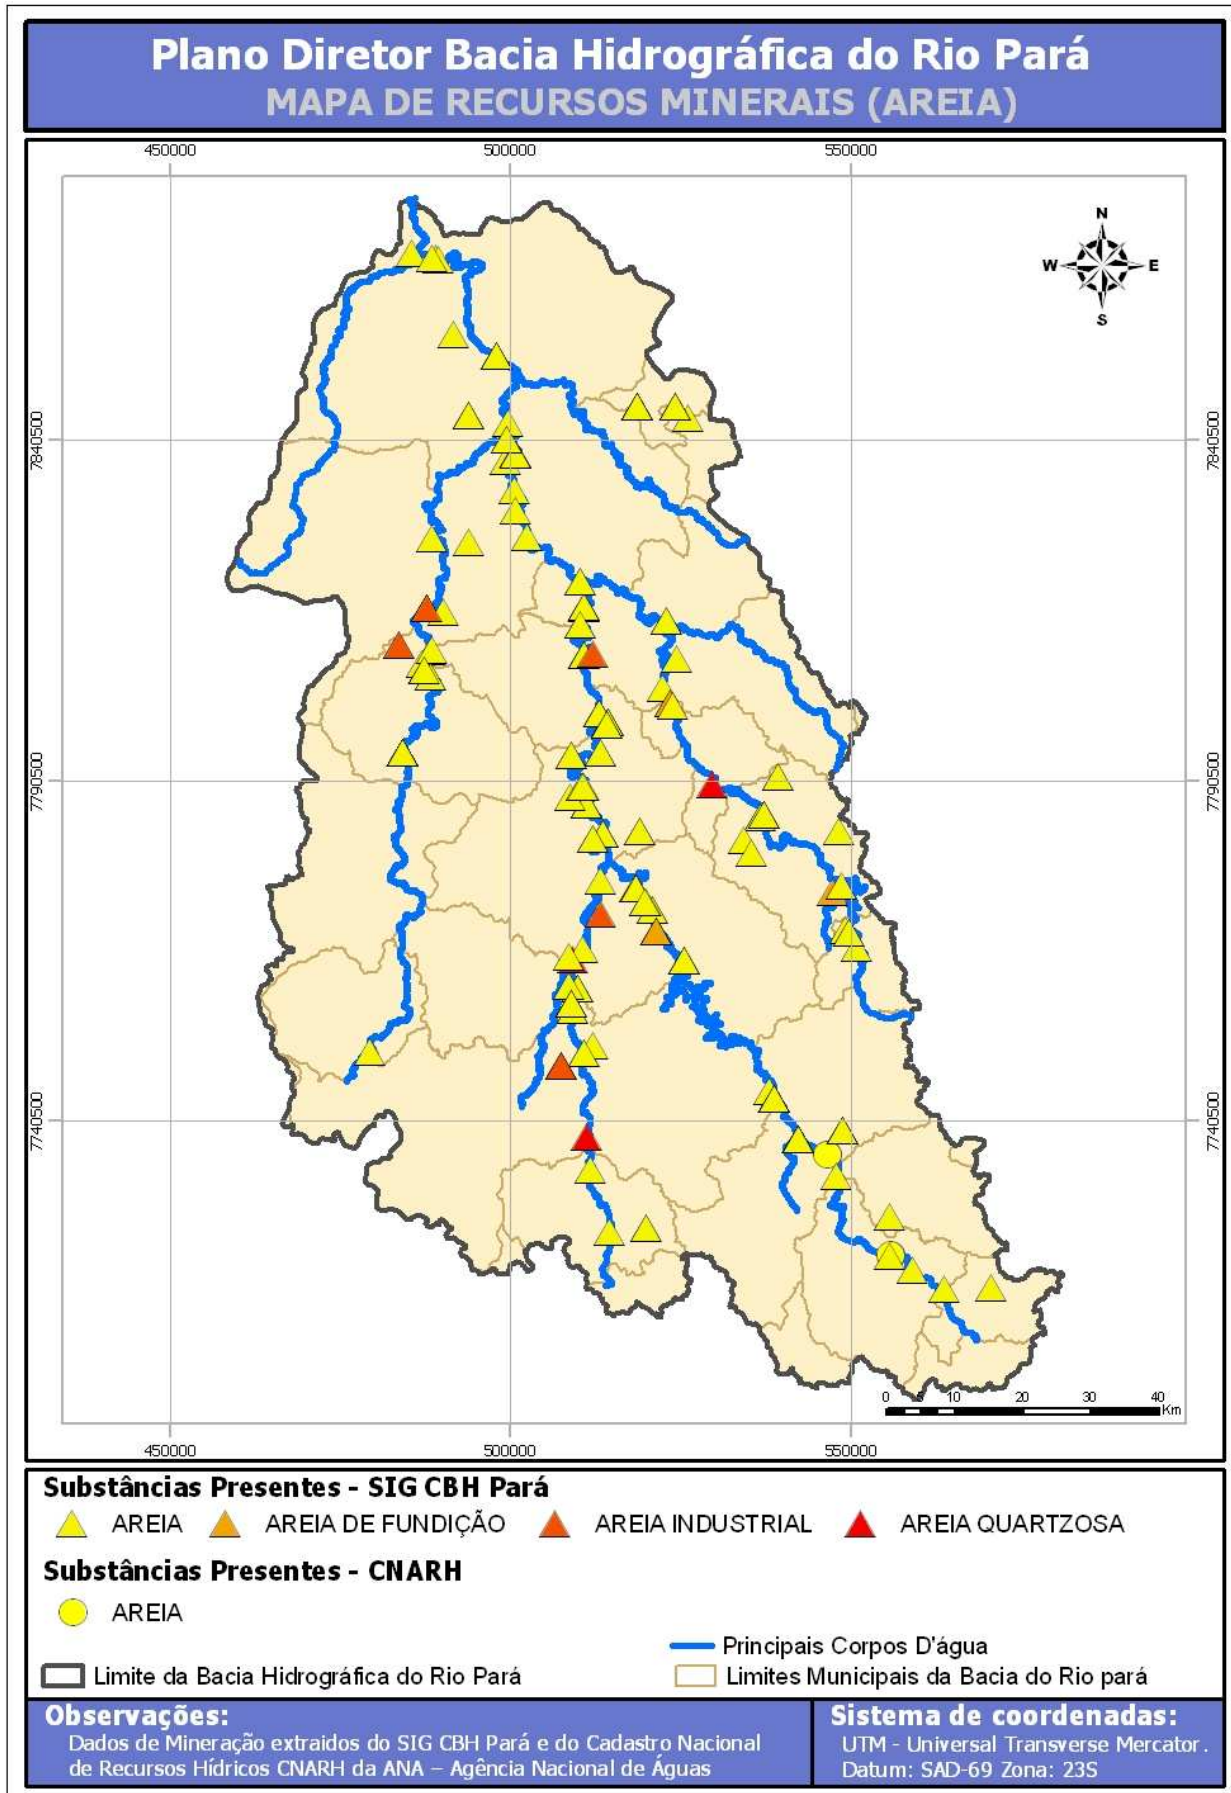 Plano Diretor Bacia Hidrográfica do Rio Pará
MAPA DE RECURSOS MINERAIS (AREIA)
450000 500000 550000
N
W E
S
7840500 7840500
7790500 7790500
7740500 7740500
0 5 10 20 30 40
Km
450000 500000 550000
Substâncias Presentes - SIG CBH Pará
AREIA AREIA DE FUNDIÇÃO AREIA INDUSTRIAL AREIA QUARTZOSA
Substâncias Presentes - CNARH
AREIA
Principais Corpos D'água
Limite da Bacia Hidrográfica do Rio Pará Limites Municipais da Bacia do Rio pará
Observações:
Dados de Mineração extraidos do SIG CBH Pará e do Cadastro Nacional
de Recursos Hídricos CNARH da ANA – Agência Nacional de Águas
Sistema de coordenadas:
UTM - Universal Transverse Mercator.
Datum: SAD-69 Zona: 23S